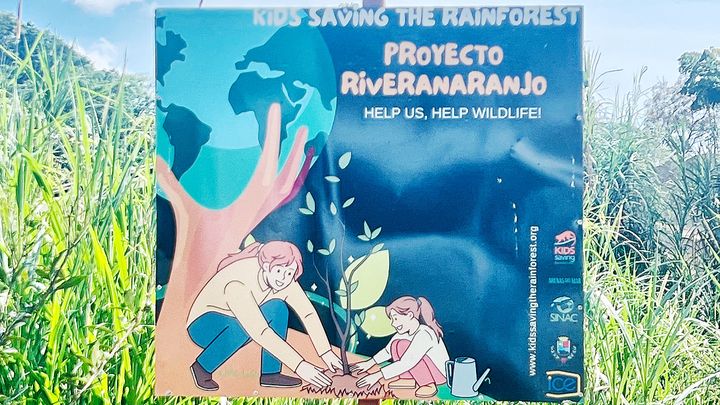 KIDS SAVING THE RAINFOREST
PROYECTO
RIVERANARANJO
HELP US, HELP WILDLIFE!
www.kidssavingtherainforest.org
KIDS
saving
SINAC
ice